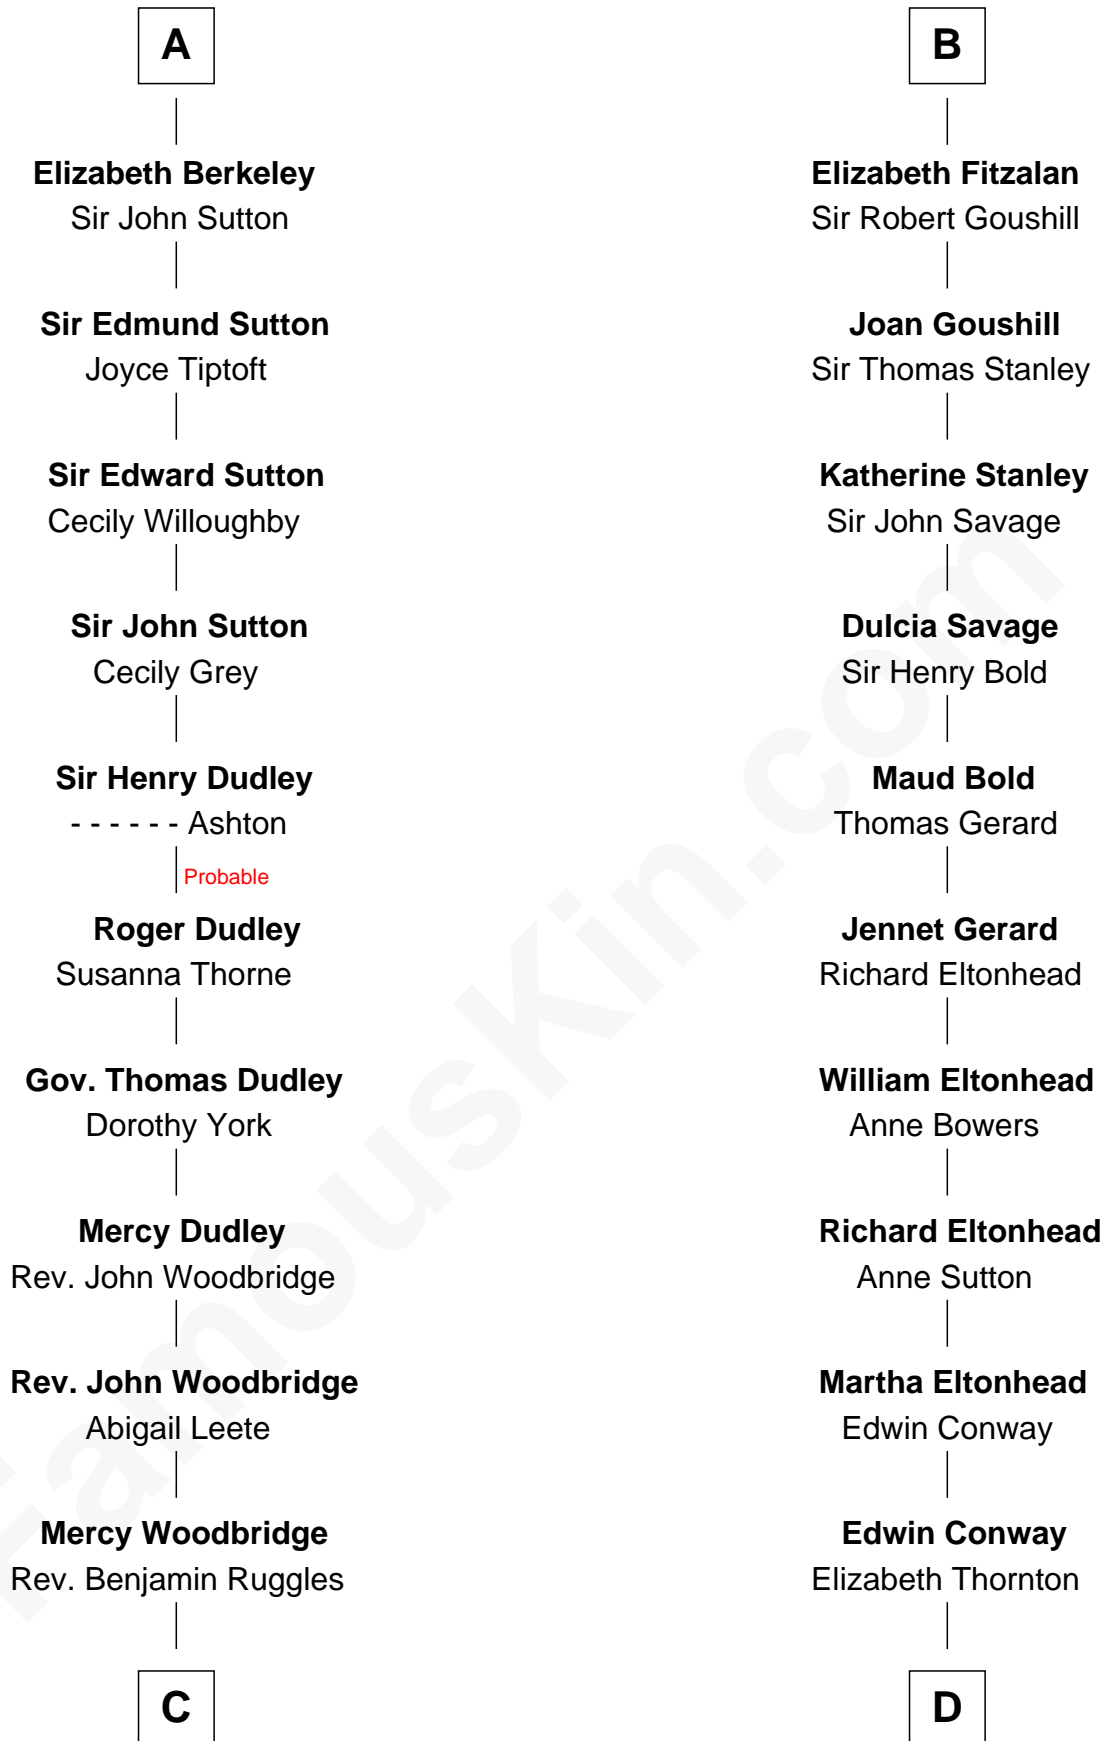 A
Elizabeth Berkeley
Sir John Sutton
Sir Edmund Sutton
Joyce Tiptoft
Sir Edward Sutton
Cecily Willoughby
Sir John Sutton
Cecily Grey
Sir Henry Dudley
- - - - - - Ashton
Probable
Roger Dudley
Susanna Thorne
Gov. Thomas Dudley
Dorothy York
Mercy Dudley
Rev. John Woodbridge
Rev. John Woodbridge
Abigail Leete
Mercy Woodbridge
Rev. Benjamin Ruggles
C
B
Elizabeth Fitzalan
Sir Robert Goushill
Joan Goushill
Sir Thomas Stanley
Katherine Stanley
Sir John Savage
Dulcia Savage
Sir Henry Bold
Maud Bold
Thomas Gerard
Jennet Gerard
Richard Eltonhead
William Eltonhead
Anne Bowers
Richard Eltonhead
Anne Sutton
Martha Eltonhead
Edwin Conway
Edwin Conway
Elizabeth Thornton
D
FamousKin.com